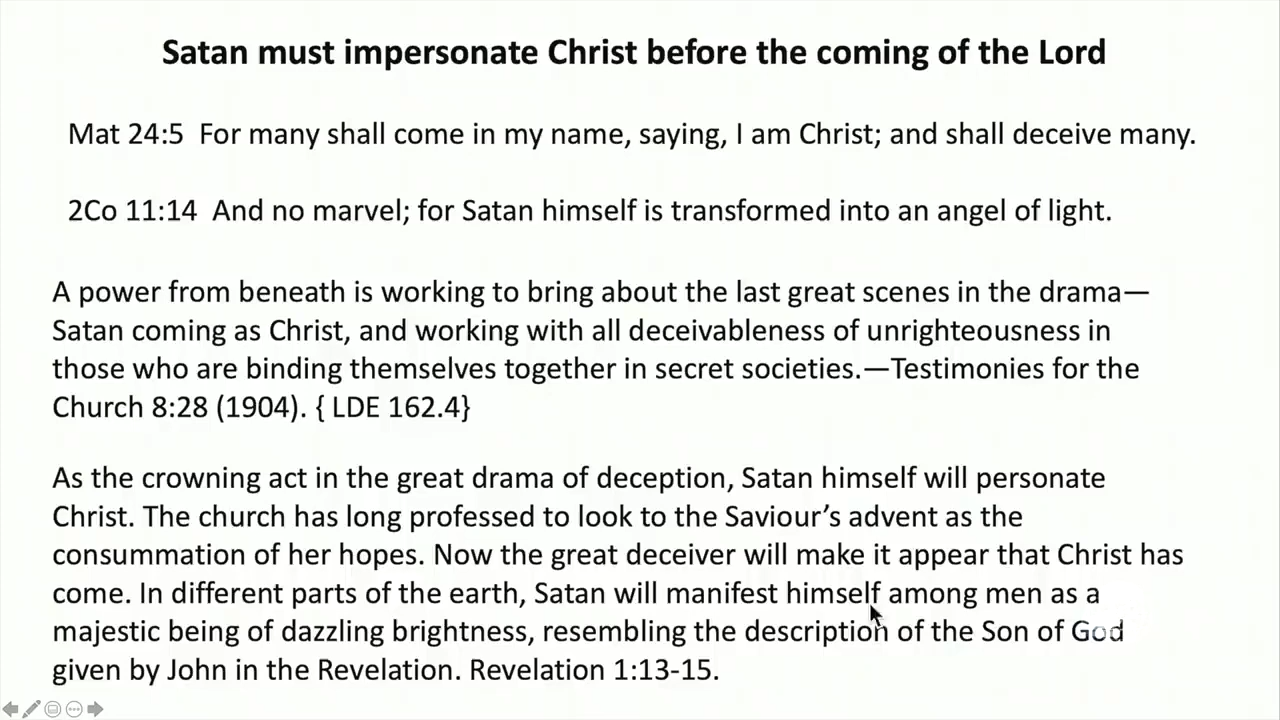 Satan must impersonate Christ before the coming of the Lord
Mat 24:5  For many shall come in my name, saying, I am Christ; and shall deceive many.
2Co 11:14  And no marvel; for Satan himself is transformed into an angel of light.
A power from beneath is working to bring about the last great scenes in the drama—
Satan coming as Christ, and working with all deceivableness of unrighteousness in
those who are binding themselves together in secret societies.—Testimonies for the
Church 8:28 (1904). { LDE 162.4}
As the crowning act in the great drama of deception, Satan himself will personate
Christ. The church has long professed to look to the Saviour’s advent as the
consummation of her hopes. Now the great deceiver will make it appear that Christ has
come. In different parts of the earth, Satan will manifest himself among men as a
majestic being of dazzling brightness, resembling the description of the Son of God
given by John in the Revelation. Revelation 1:13-15.